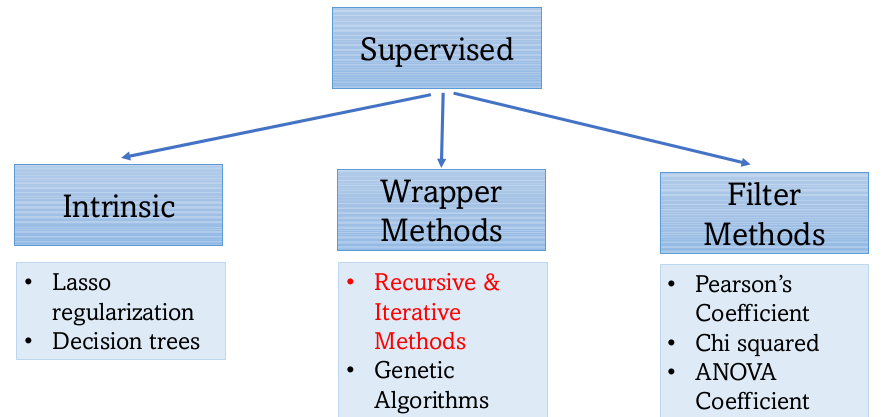 Supervised
Intrinsic
• Lasso
regularization
• Decision trees
Wrapper
Methods
• Recursive &
Iterative
Methods
• Genetic
Algorithms
Filter
Methods
• Pearson’s
Coefficient
• Chi squared
• ANOVA
Coefficient